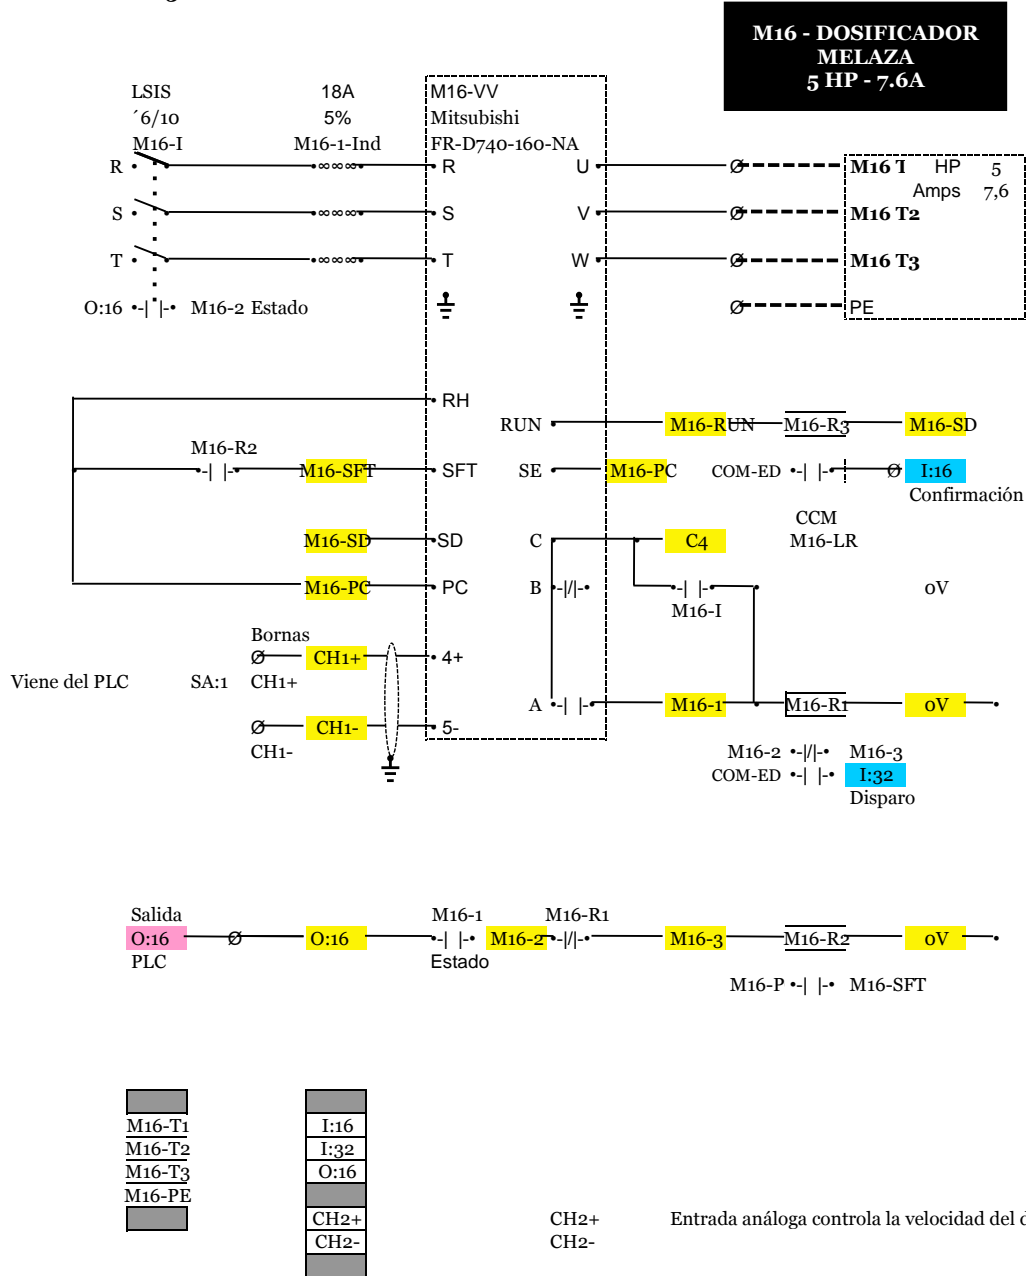 M16 - DOSIFICADOR
MELAZA
5 HP - 7.6A
LSIS 18A M16-VV
´6/10 5% Mitsubishi
M16-I M16-1-Ind FR-D740-160-NA
R R U M16 T HP 5
Amps 7,6
S S V M16 T2
T T W M16 T3
O:16 M16-2 Estado PE
RH
RUN M16-RUN M16-R3 M16-SD
M16-R2
M16-SFT SFT SE M16-PC COM-ED I:16
Confirmación
CCM
M16-SD SD C C4 M16-LR
M16-PC PC B 0V
M16-I
Bornas
CH1+ 4+
Viene del PLC SA:1 CH1+
A M16-1 M16-R1 0V
CH1- 5-
CH1-
M16-2 M16-3
COM-ED I:32
Disparo
Salida M16-1 M16-R1
O:16 O:16 M16-2 M16-3 M16-R2 0V
PLC Estado
M16-P M16-SFT
M16-T1 I:16
M16-T2 I:32
M16-T3 O:16
M16-PE
CH2+ CH2+ Entrada análoga controla la velocidad del
CH2- CH2-